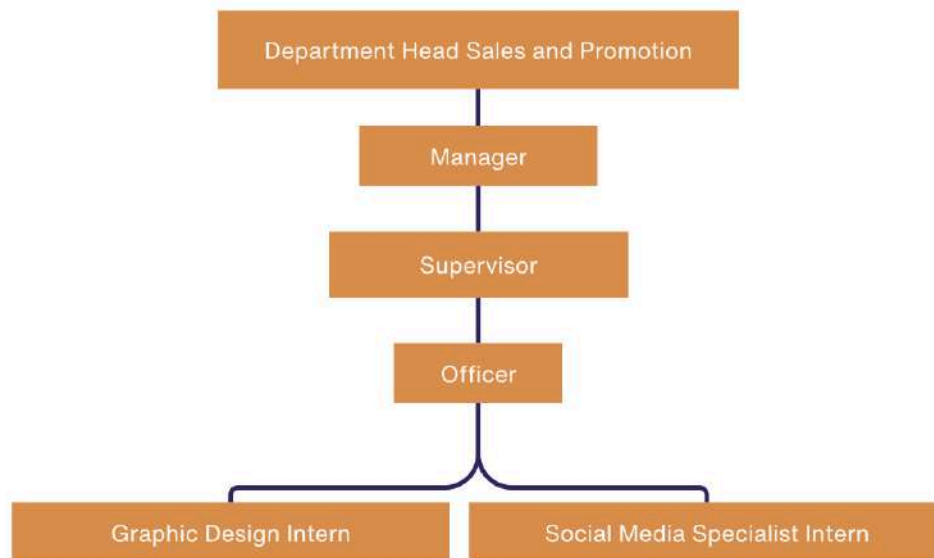 Department Head Sales and Promotion
Manager
Supervisor
Officer
Graphic Design Intern
Social Media Specialist Intern